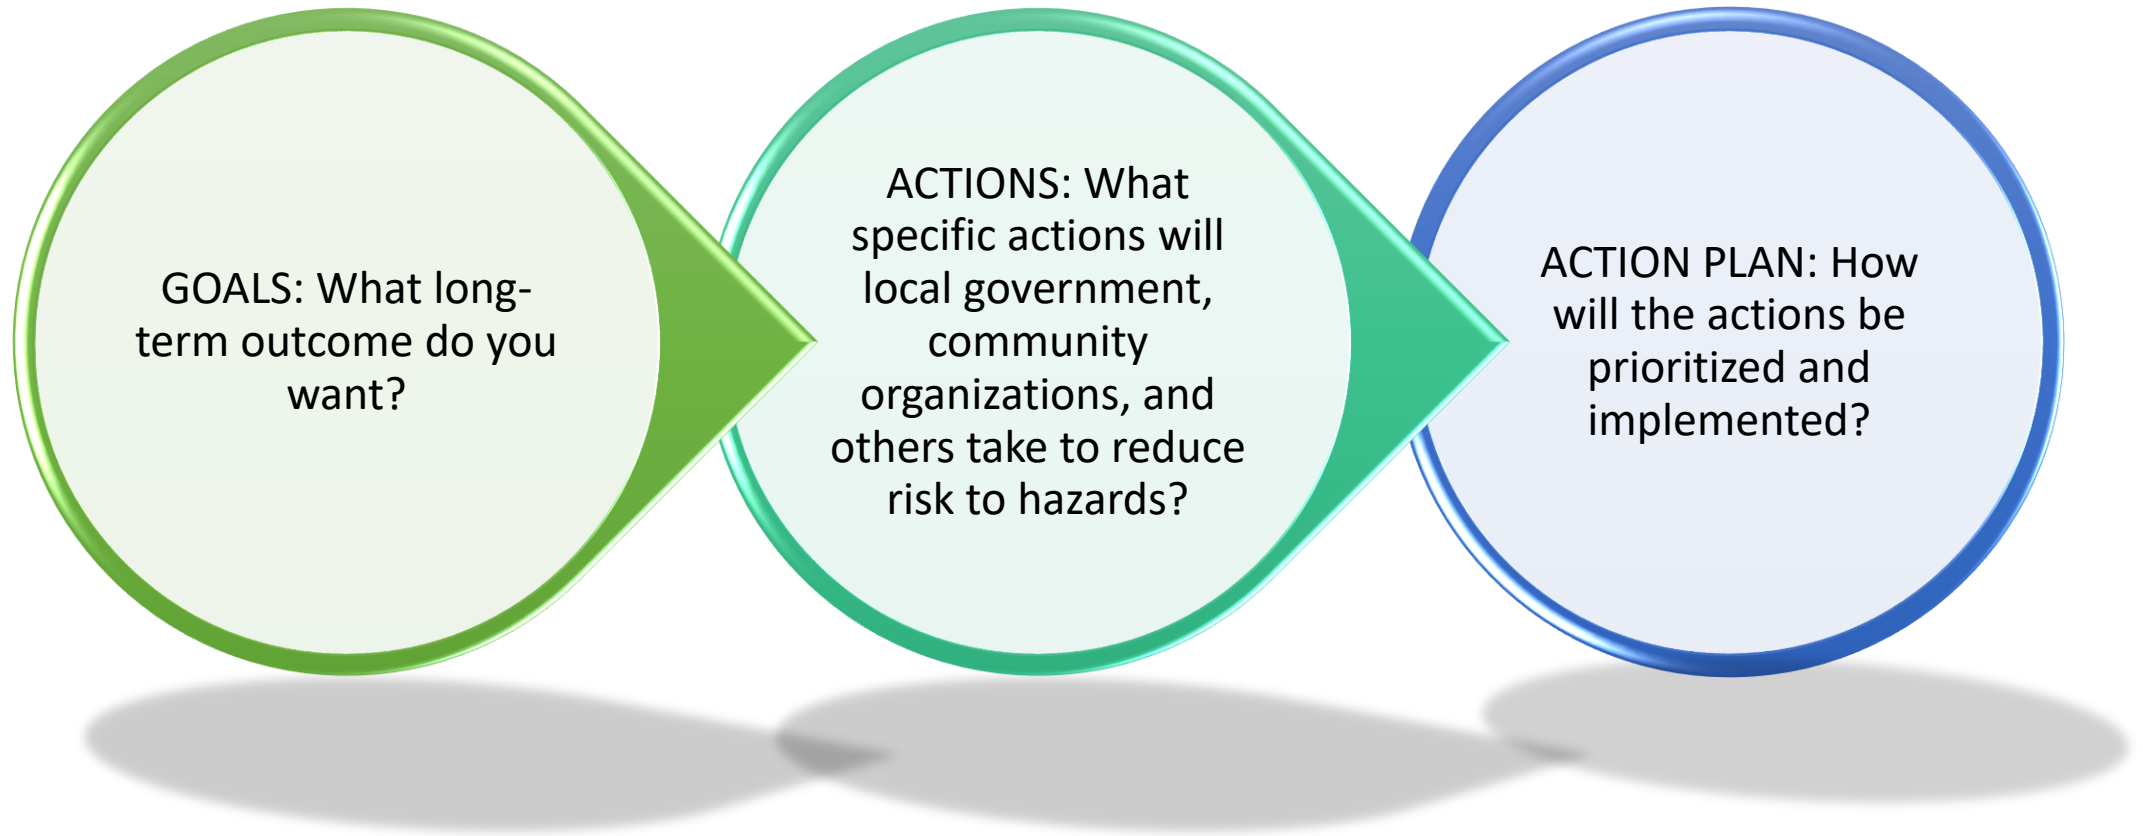 GOALS: What long-
term outcome do you
want?
ACTIONS: What
specific actions will
local government,
community
organizations, and
others take to reduce
risk to hazards?
ACTION PLAN: How
will the actions be
prioritized and
implemented?